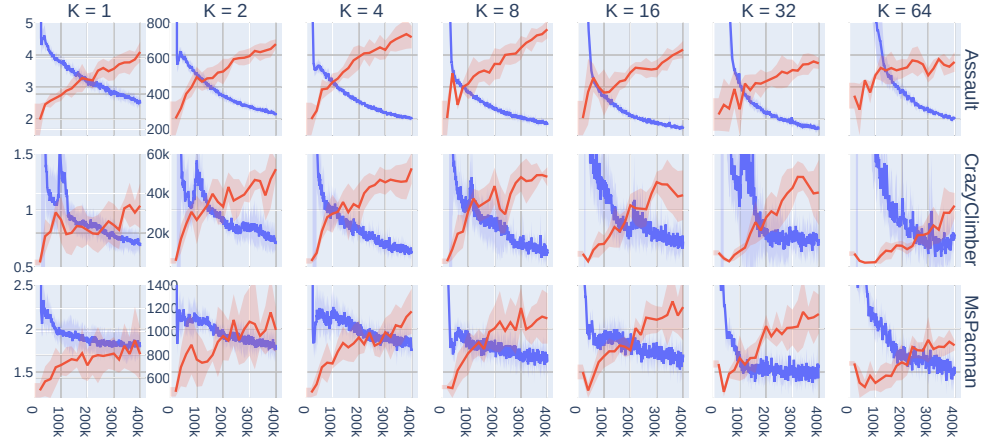 K = 1 K = 2 K = 4 K = 8 K = 16 K = 32 K = 64
5 800
4 600
3 400
2 200
Assault
1.5 60k
1 40k
20k
0.5
CrazyClimber
2.5 1400
1200
2 1000
800
1.5 600
MsPacman
0 100k 200k 300k 400k 0 100k 200k 300k 400k 0 100k 200k 300k 400k 0 100k 200k 300k 400k 0 100k 200k 300k 400k 0 100k 200k 300k 400k 0 100k 200k 300k 400k